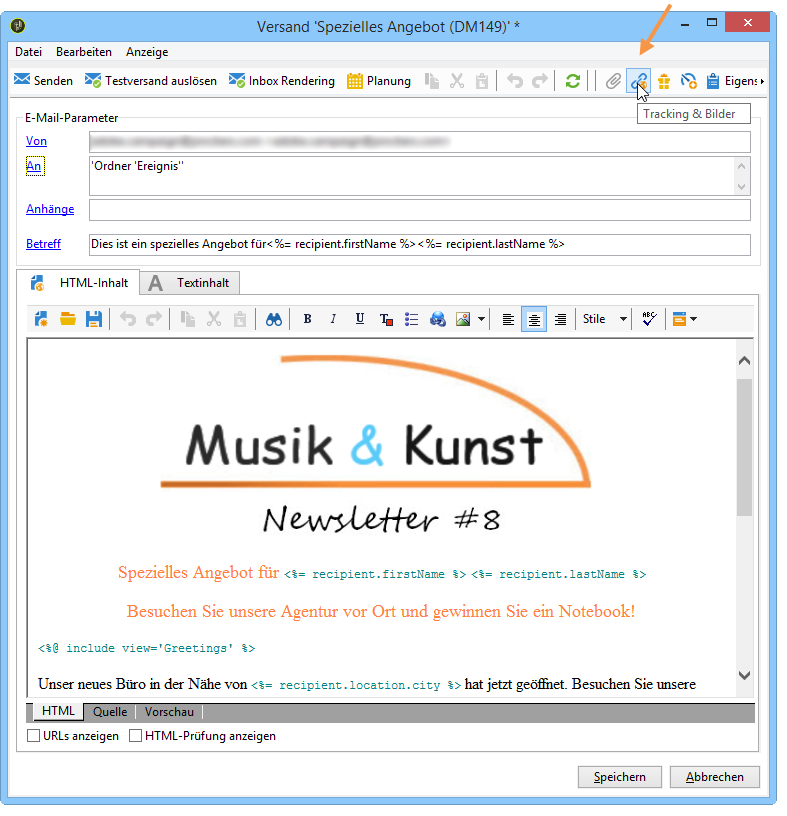 Versand 'Spezielles Angebot (DM149)' *
Datei Bearbeiten Anzeige
Senden Testversand auslösen Inbox Rendering Planung Eigens
Tracking & Bilder
E-Mail-Parameter
Von
An 'Ordner 'Ereignis''
Anhänge
Betreff Dies ist ein spezielles Angebot für<%= recipient.firstName %><%= recipient.lastName %>
HTML-Inhalt A Textinhalt
B I U T Stile ABC
Musik & Kunst
Newsletter #8
Spezielles Angebot für <%= recipient.firstName %> <%= recipient.lastName %>
Besuchen Sie unsere Agentur vor Ort und gewinnen Sie ein Notebook!
<%@ include view='Greetings' %>
Unser neues Büro in der Nähe von <%= recipient.location.city %> hat jetzt geöffnet. Besuchen Sie unsere
HTML Quelle Vorschau
URLs anzeigen HTML-Prüfung anzeigen
Speichern Abbrechen